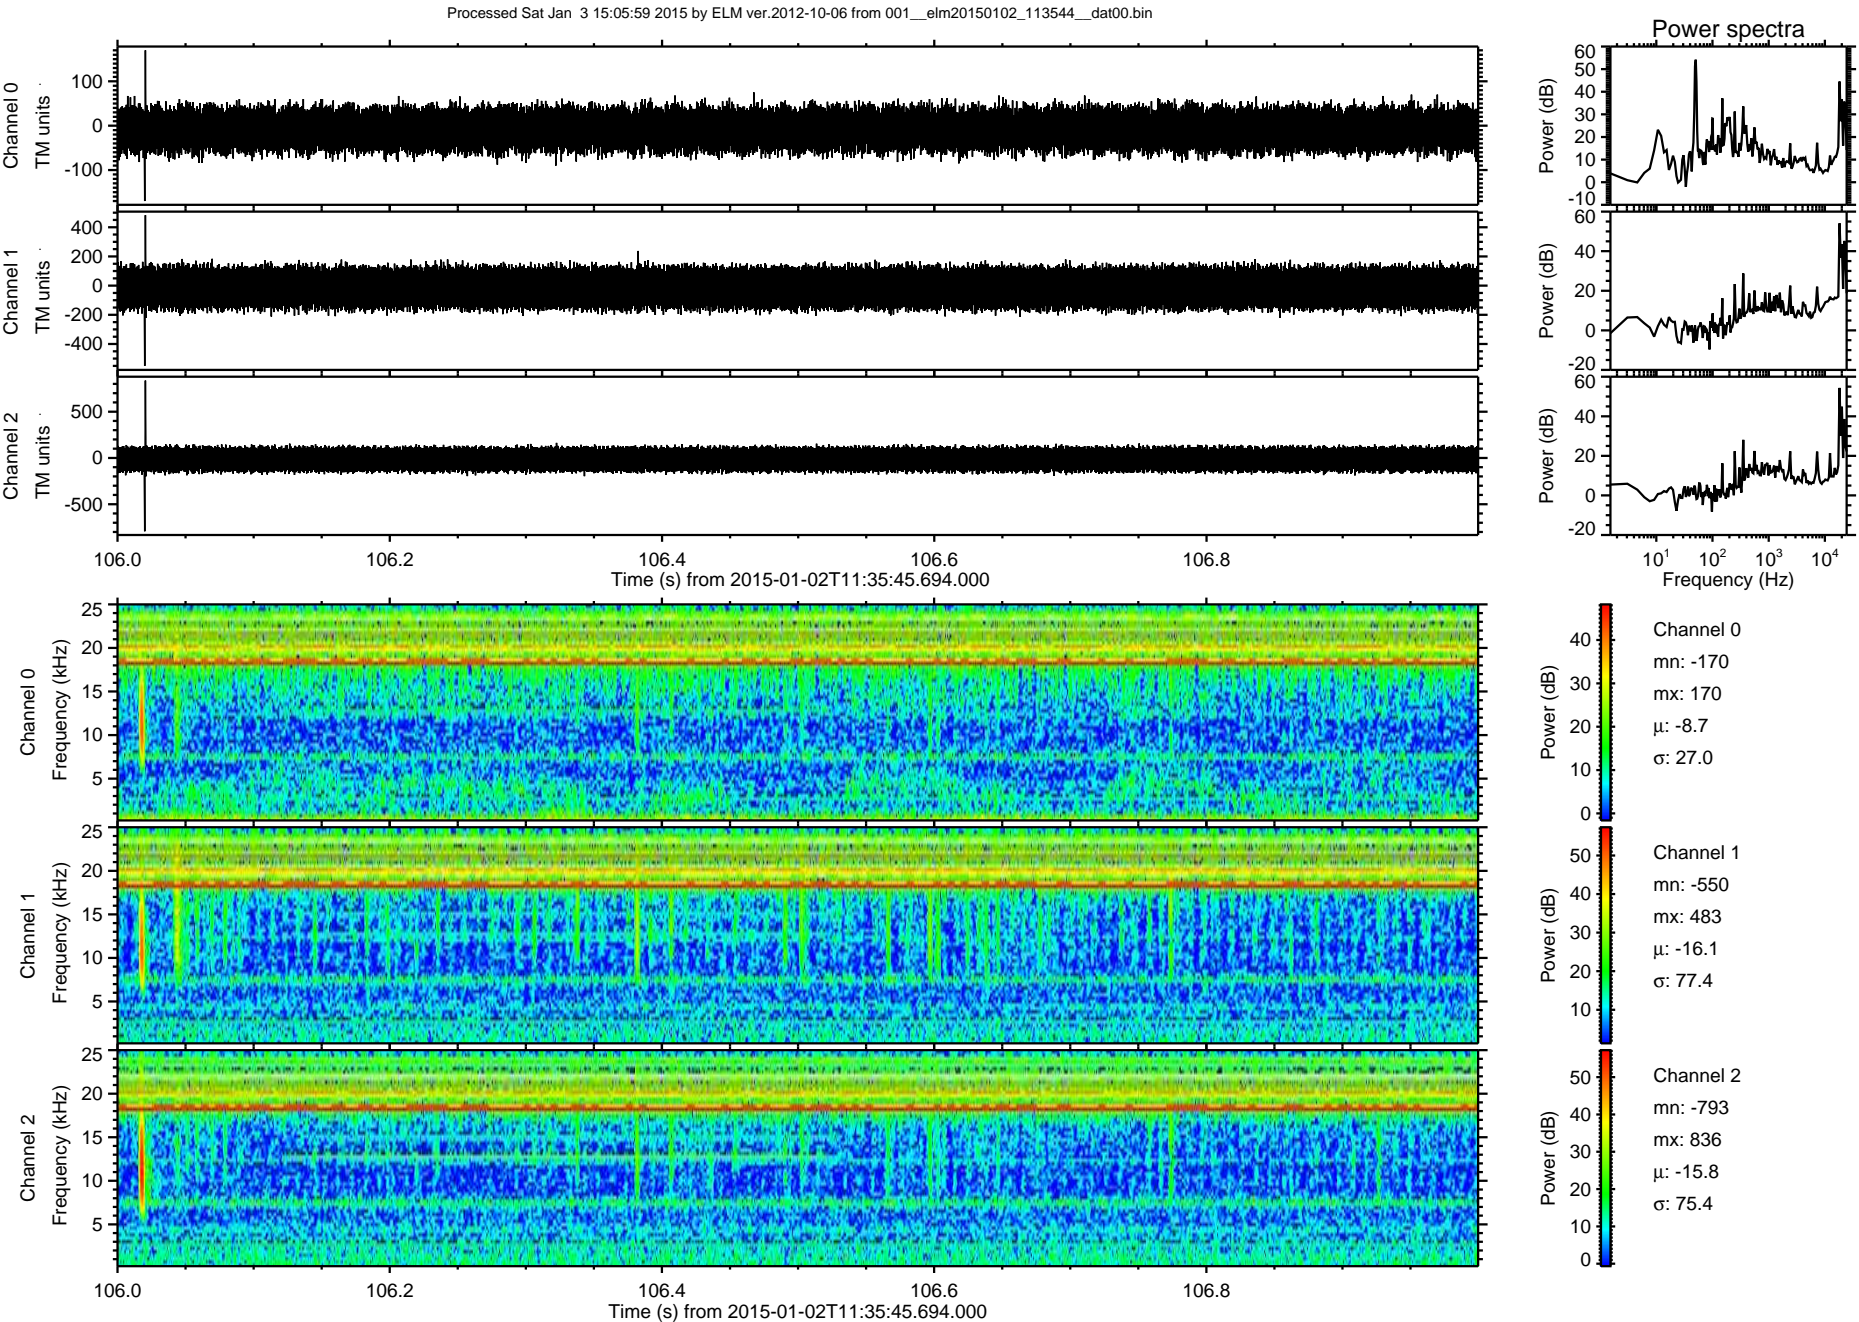 Processed Sat Jan  3 15:05:59 2015 by ELM ver.2012-10-06 from 001__elm20150102_113544__dat00.bin
Power spectra
Channel 0
TM units
100
0
-100
Power (dB)
60
50
40
30
20
10
0
-10
Channel 1
TM units
400
200
0
-200
-400
Power (dB)
60
40
20
0
-20
Channel 2
TM units
500
0
-500
Power (dB)
60
40
20
0
-20
106.0 106.2 106.4 106.6 106.8
Time (s) from 2015-01-02T11:35:45.694.000
10^1 10^2 10^3 10^4
Frequency (Hz)
Channel 0
Frequency (kHz)
25
20
15
10
5
Power (dB)
40
30
20
10
0
Channel 0
mn: -170
mx: 170
μ: -8.7
σ: 27.0
Channel 1
Frequency (kHz)
25
20
15
10
5
Power (dB)
50
40
30
20
10
Channel 1
mn: -550
mx: 483
μ: -16.1
σ: 77.4
Channel 2
Frequency (kHz)
25
20
15
10
5
Power (dB)
50
40
30
20
10
0
Channel 2
mn: -793
mx: 836
μ: -15.8
σ: 75.4
106.0 106.2 106.4 106.6 106.8
Time (s) from 2015-01-02T11:35:45.694.000